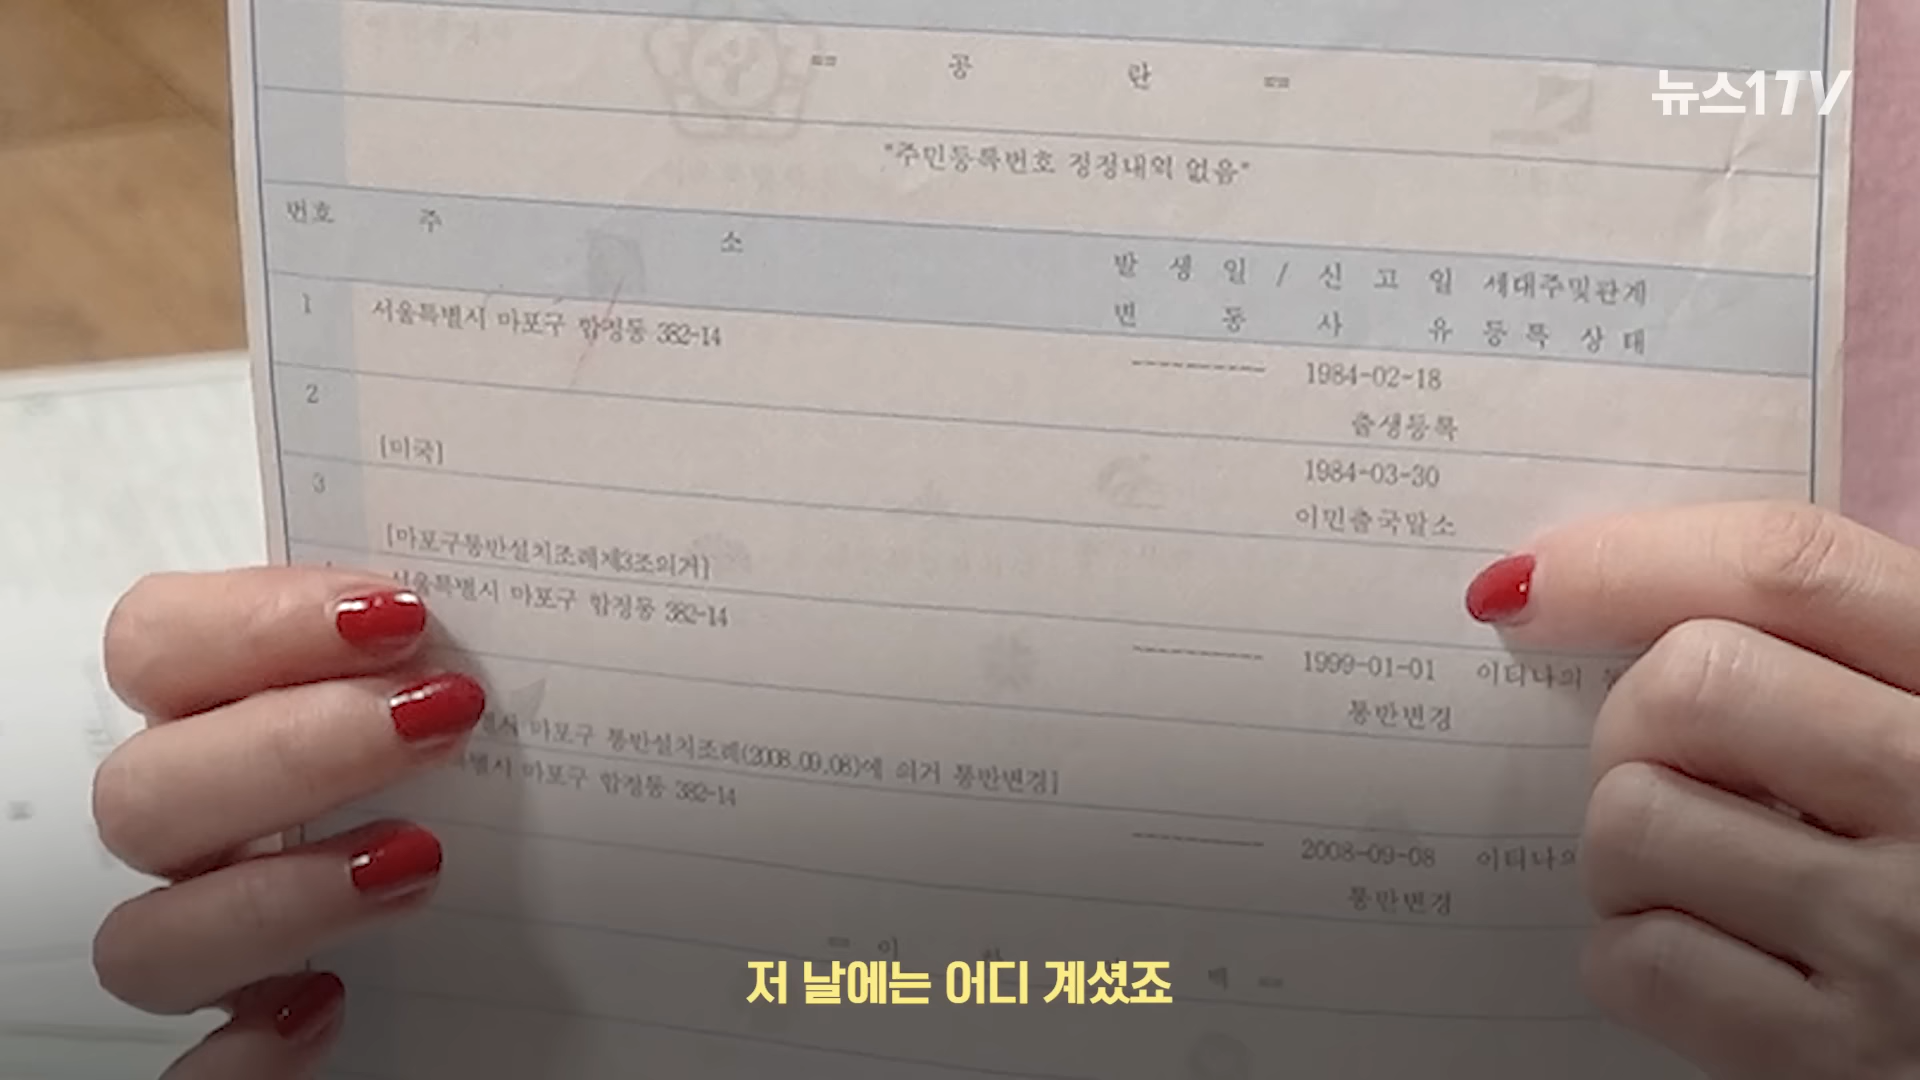 뉴스1TV
== 공 란 ==
"주민등록번호 정정내역 없음"
번호 주 소 발 생 일 / 신 고 일 세대주및관계
변 동 사 유 등 록 상 태
1 서울특별시 마포구 합정동 382-14 ---------- 1984-02-18
출생등록
2 1984-03-30
[미국] 이민출국말소
3
[마포구통반설치조례제3조의거]
서울특별시 마포구 합정동 382-14 ---------- 1999-01-01 이티나의
통반변경
마포구 통반설치조례(2008.09.08)에 의거 통반변경]
마포구 합정동 382-14 ---------- 2008-09-08 이티나의
통반변경
== 이
저 날에는 어디 계셨죠